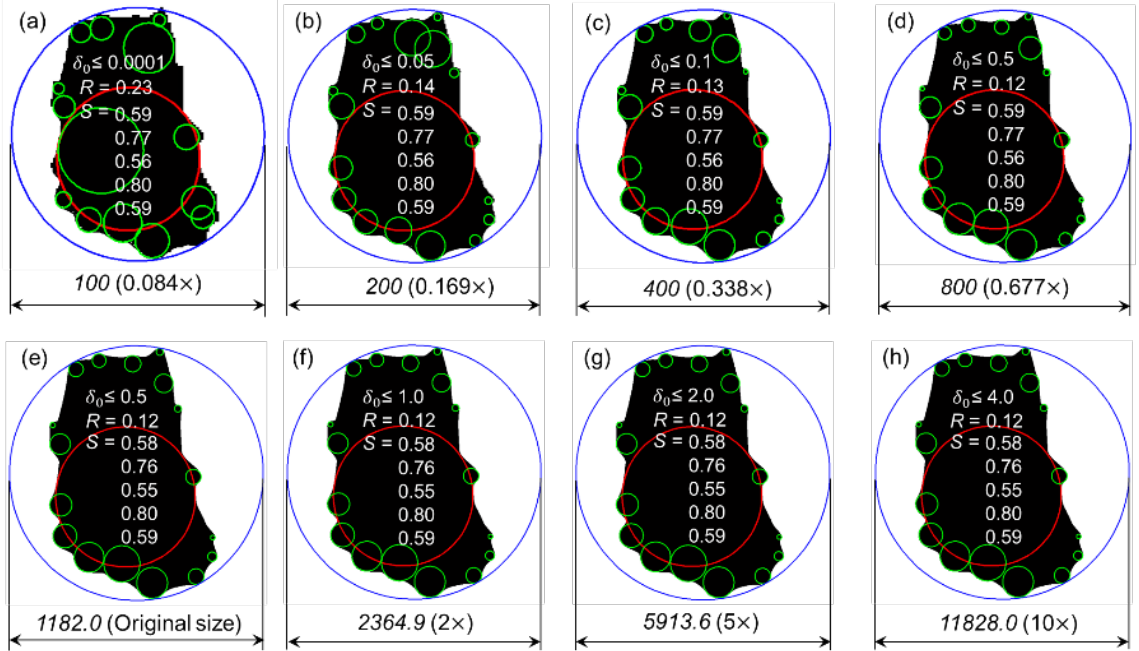 (a)
δ₀ ≤ 0.0001
R = 0.23
S = 0.59
0.77
0.56
0.80
0.59
100 (0.084×)
(b)
δ₀ ≤ 0.05
R = 0.14
S = 0.59
0.77
0.56
0.80
0.59
200 (0.169×)
(c)
δ₀ ≤ 0.1
R = 0.13
S = 0.59
0.77
0.56
0.80
0.59
400 (0.338×)
(d)
δ₀ ≤ 0.5
R = 0.12
S = 0.59
0.77
0.56
0.80
0.59
800 (0.677×)
(e)
δ₀ ≤ 0.5
R = 0.12
S = 0.58
0.76
0.55
0.80
0.59
1182.0 (Original size)
(f)
δ₀ ≤ 1.0
R = 0.12
S = 0.58
0.76
0.55
0.80
0.59
2364.9 (2×)
(g)
δ₀ ≤ 2.0
R = 0.12
S = 0.58
0.76
0.55
0.80
0.59
5913.6 (5×)
(h)
δ₀ ≤ 4.0
R = 0.12
S = 0.58
0.76
0.55
0.80
0.59
11828.0 (10×)